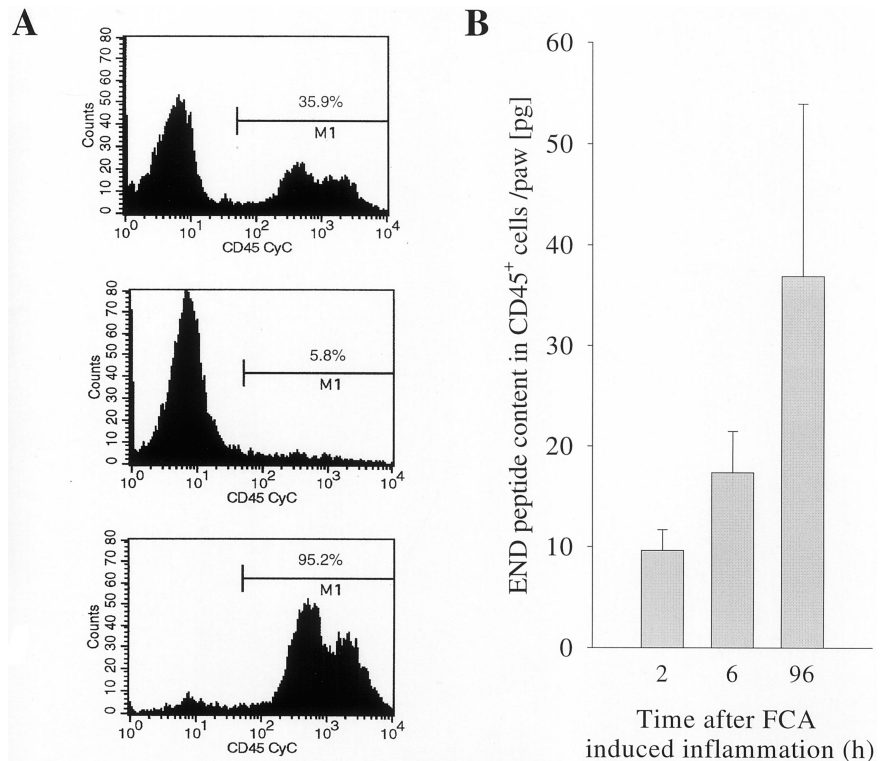 A
80
70
60
50
40
30
20
10
0
Counts
35.9%
M1
10^0 10^1 10^2 10^3 10^4
CD45 CyC
80
70
60
50
40
30
20
10
0
Counts
5.8%
M1
10^0 10^1 10^2 10^3 10^4
CD45 CyC
80
70
60
50
40
30
20
10
0
Counts
95.2%
M1
10^0 10^1 10^2 10^3 10^4
CD45 CyC
B
END peptide content in CD45⁺ cells /paw [pg]
60
50
40
30
20
10
0
2 6 96
Time after FCA
induced inflammation (h)